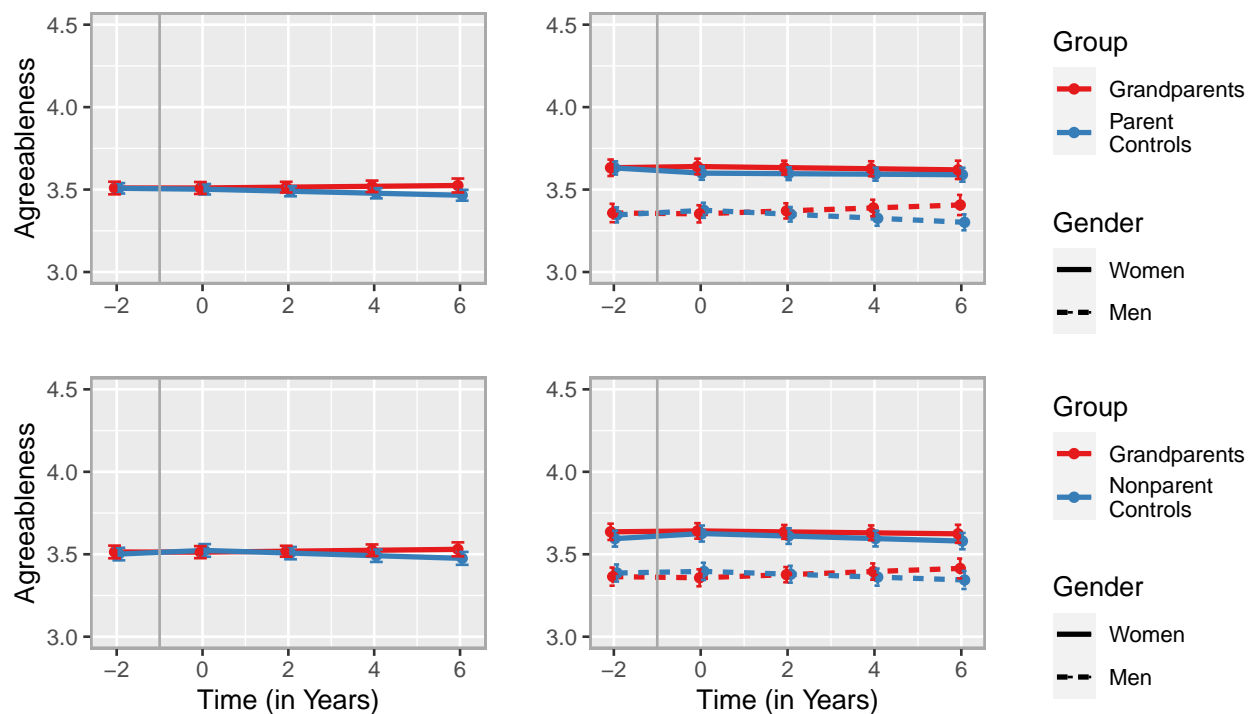 4.5
4.0
3.5
3.0
Agreeableness
−2 0 2 4 6
4.5
4.0
3.5
3.0
−2 0 2 4 6
Group
Grandparents
Parent
Controls
Gender
Women
Men
4.5
4.0
3.5
3.0
Agreeableness
−2 0 2 4 6
Time (in Years)
4.5
4.0
3.5
3.0
−2 0 2 4 6
Time (in Years)
Group
Grandparents
Nonparent
Controls
Gender
Women
Men